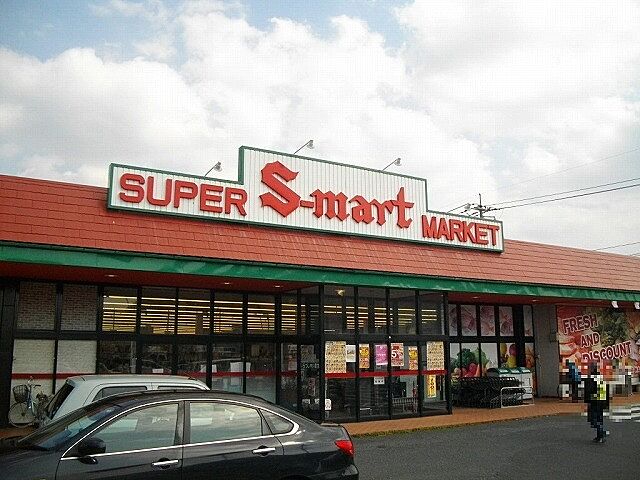 SUPER S-mart MARKET
FRESH
AND
DISCOUNT